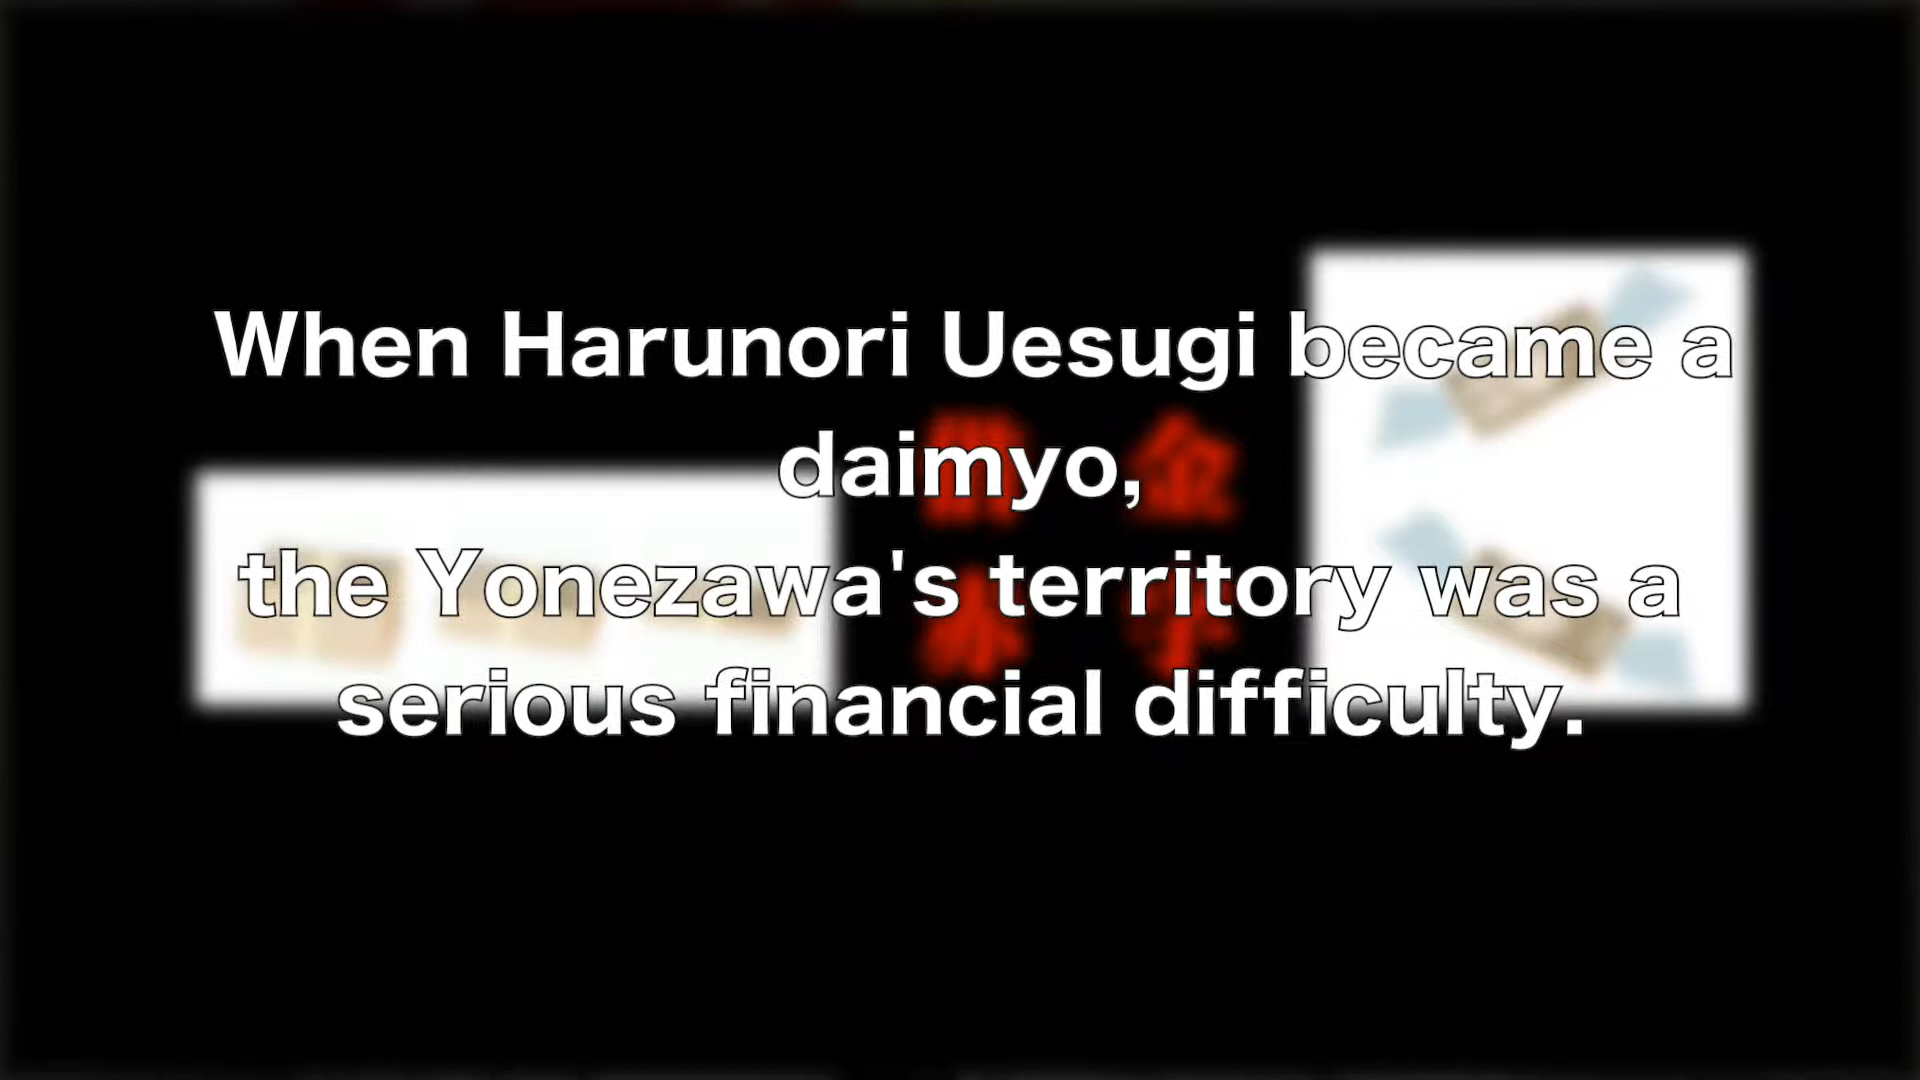 When Harunori Uesugi became a
daimyo,
the Yonezawa's territory was a
serious financial difficulty.